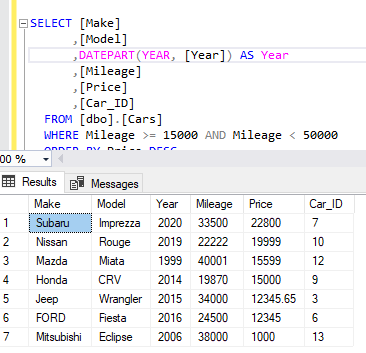 SELECT [Make]
,[Model]
,DATEPART(YEAR, [Year]) AS Year
,[Mileage]
,[Price]
,[Car_ID]
FROM [dbo].[Cars]
WHERE Mileage >= 15000 AND Mileage < 50000
ORDER BY Price DESC
00 %
Results Messages
Make Model Year Mileage Price Car_ID
1 Subaru Imprezza 2020 33500 22800 7
2 Nissan Rouge 2019 22222 19999 10
3 Mazda Miata 1999 40001 15599 12
4 Honda CRV 2014 19870 15000 9
5 Jeep Wrangler 2015 34000 12345.65 3
6 FORD Fiesta 2016 24500 12345 6
7 Mitsubishi Eclipse 2006 38000 1000 13